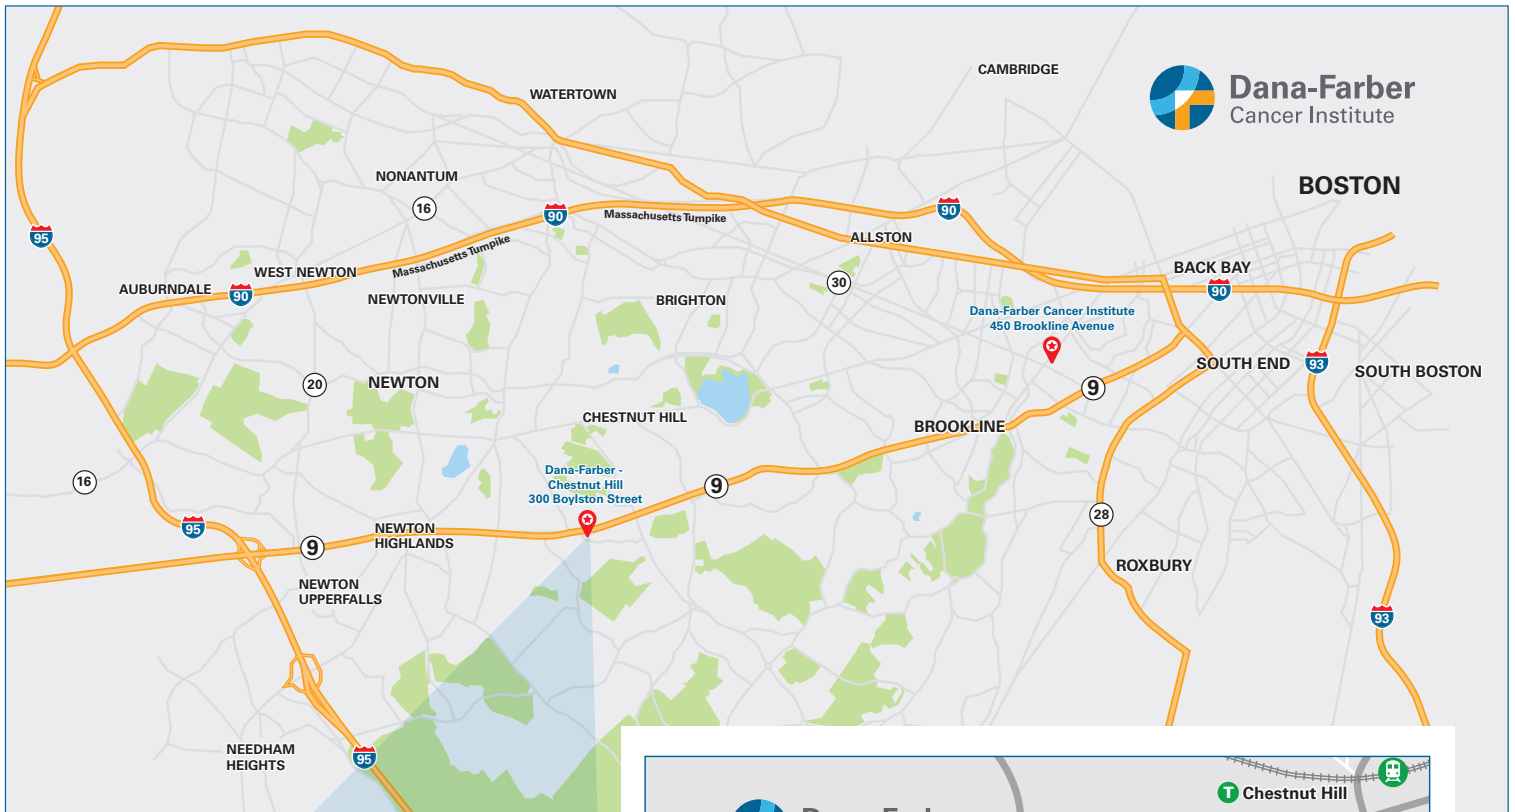 CAMBRIDGE
WATERTOWN
Dana-Farber
Cancer Institute
BOSTON
NONANTUM
16
90
Massachusetts Turnpike
90
95
Massachusetts Turnpike
ALLSTON
WEST NEWTON
BACK BAY
AUBURNDALE
90
30
90
NEWTONVILLE
BRIGHTON
Dana-Farber Cancer Institute
450 Brookline Avenue
93
SOUTH END
SOUTH BOSTON
20
NEWTON
9
CHESTNUT HILL
BROOKLINE
Dana-Farber -
Chestnut Hill
300 Boylston Street
16
9
95
28
NEWTON
HIGHLANDS
9
ROXBURY
NEWTON
UPPERFALLS
93
NEEDHAM
HEIGHTS
95
T Chestnut Hill
Dana-Farber